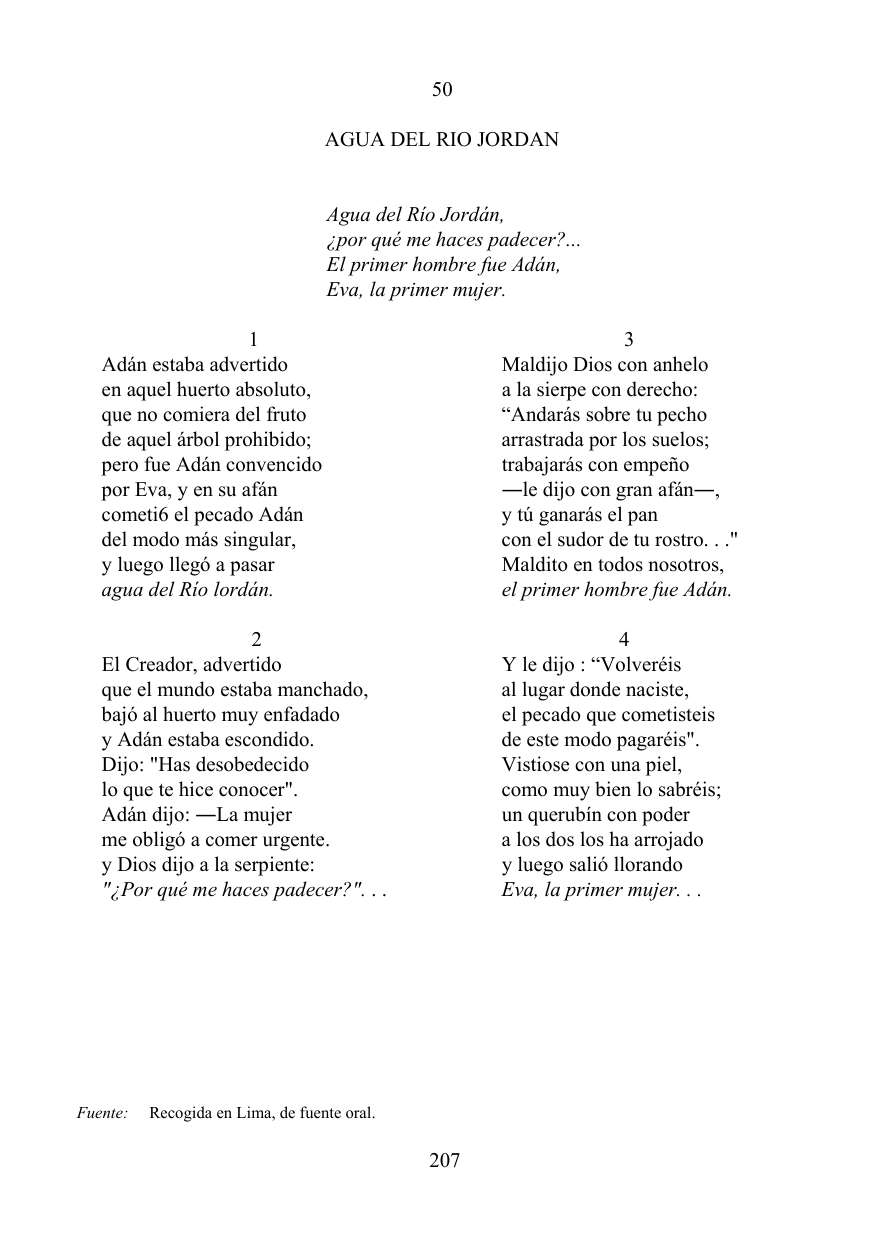 50
AGUA DEL RIO JORDAN
Agua del Río Jordán,
¿por qué me haces padecer?...
El primer hombre fue Adán,
Eva, la primer mujer.
1
Adán estaba advertido
en aquel huerto absoluto,
que no comiera del fruto
de aquel árbol prohibido;
pero fue Adán convencido
por Eva, y en su afán
cometi6 el pecado Adán
del modo más singular,
y luego llegó a pasar
agua del Río lordán.
2
El Creador, advertido
que el mundo estaba manchado,
bajó al huerto muy enfadado
y Adán estaba escondido.
Dijo: "Has desobedecido
lo que te hice conocer".
Adán dijo: —La mujer
me obligó a comer urgente.
y Dios dijo a la serpiente:
"¿Por qué me haces padecer?". . .
3
Maldijo Dios con anhelo
a la sierpe con derecho:
“Andarás sobre tu pecho
arrastrada por los suelos;
trabajarás con empeño
—le dijo con gran afán—,
y tú ganarás el pan
con el sudor de tu rostro. . ."
Maldito en todos nosotros,
el primer hombre fue Adán.
4
Y le dijo : “Volveréis
al lugar donde naciste,
el pecado que cometisteis
de este modo pagaréis".
Vistiose con una piel,
como muy bien lo sabréis;
un querubín con poder
a los dos los ha arrojado
y luego salió llorando
Eva, la primer mujer. . .
Fuente: Recogida en Lima, de fuente oral.
207